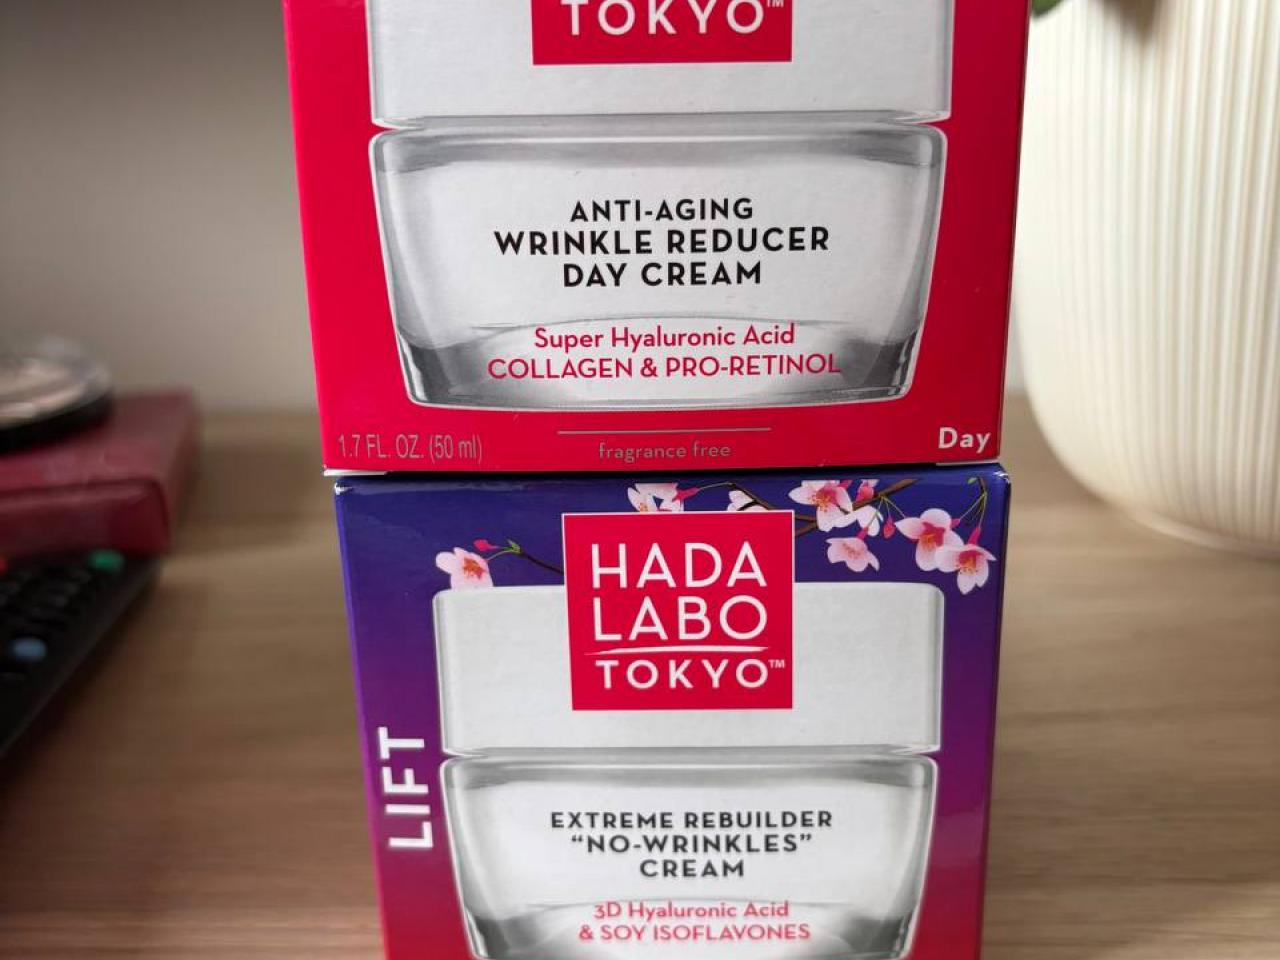 TOKYO™
ANTI-AGING
WRINKLE REDUCER
DAY CREAM
Super Hyaluronic Acid
COLLAGEN & PRO-RETINOL
1.7 FL. OZ. (50 ml)
fragrance free
Day
HADA
LABO
TOKYO™
LIFT
EXTREME REBUILDER
“NO-WRINKLES”
CREAM
3D Hyaluronic Acid
& SOY ISOFLAVONES